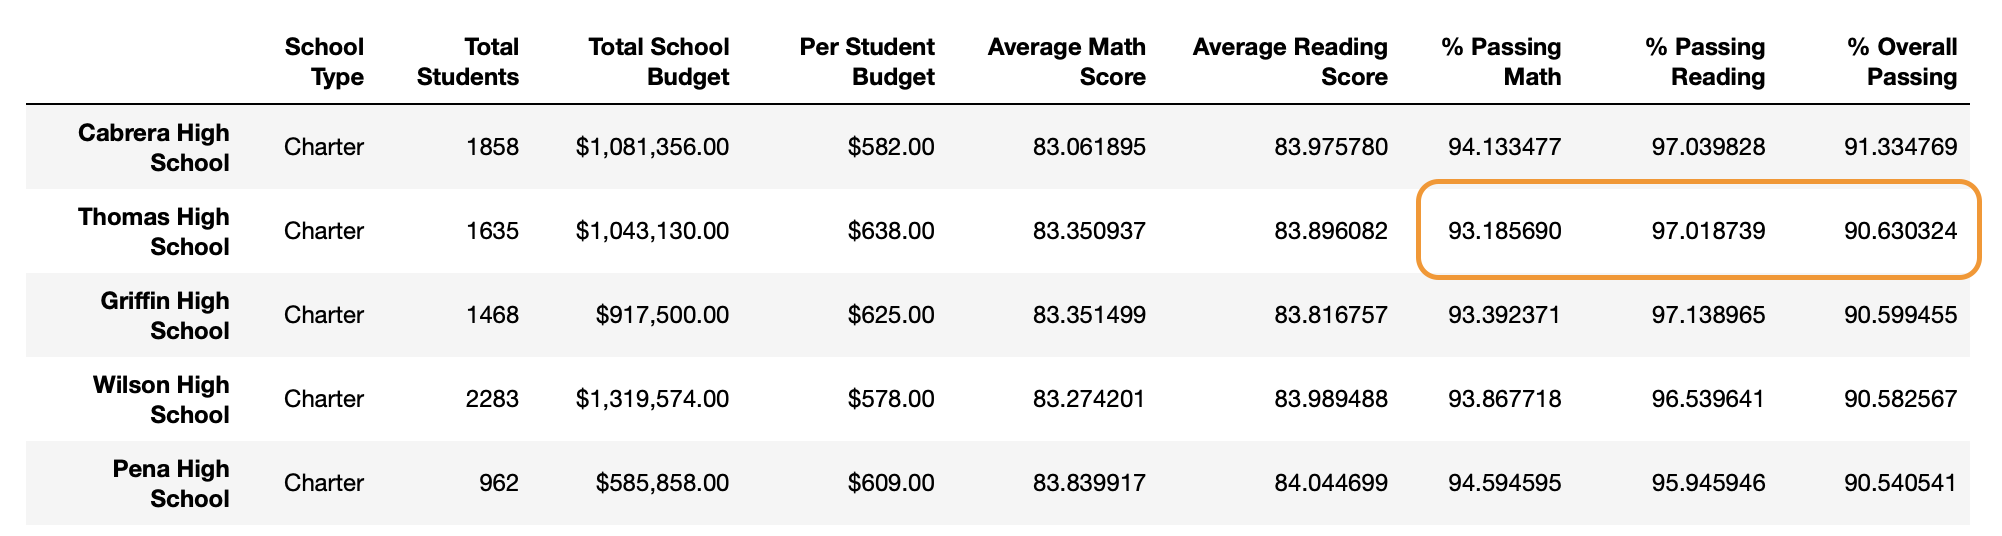 School Type Total Students Total School Budget Per Student Budget Average Math Score Average Reading Score % Passing Math % Passing Reading % Overall Passing
Cabrera High School Charter 1858 $1,081,356.00 $582.00 83.061895 83.975780 94.133477 97.039828 91.334769
Thomas High School Charter 1635 $1,043,130.00 $638.00 83.350937 83.896082 93.185690 97.018739 90.630324
Griffin High School Charter 1468 $917,500.00 $625.00 83.351499 83.816757 93.392371 97.138965 90.599455
Wilson High School Charter 2283 $1,319,574.00 $578.00 83.274201 83.989488 93.867718 96.539641 90.582567
Pena High School Charter 962 $585,858.00 $609.00 83.839917 84.044699 94.594595 95.945946 90.540541